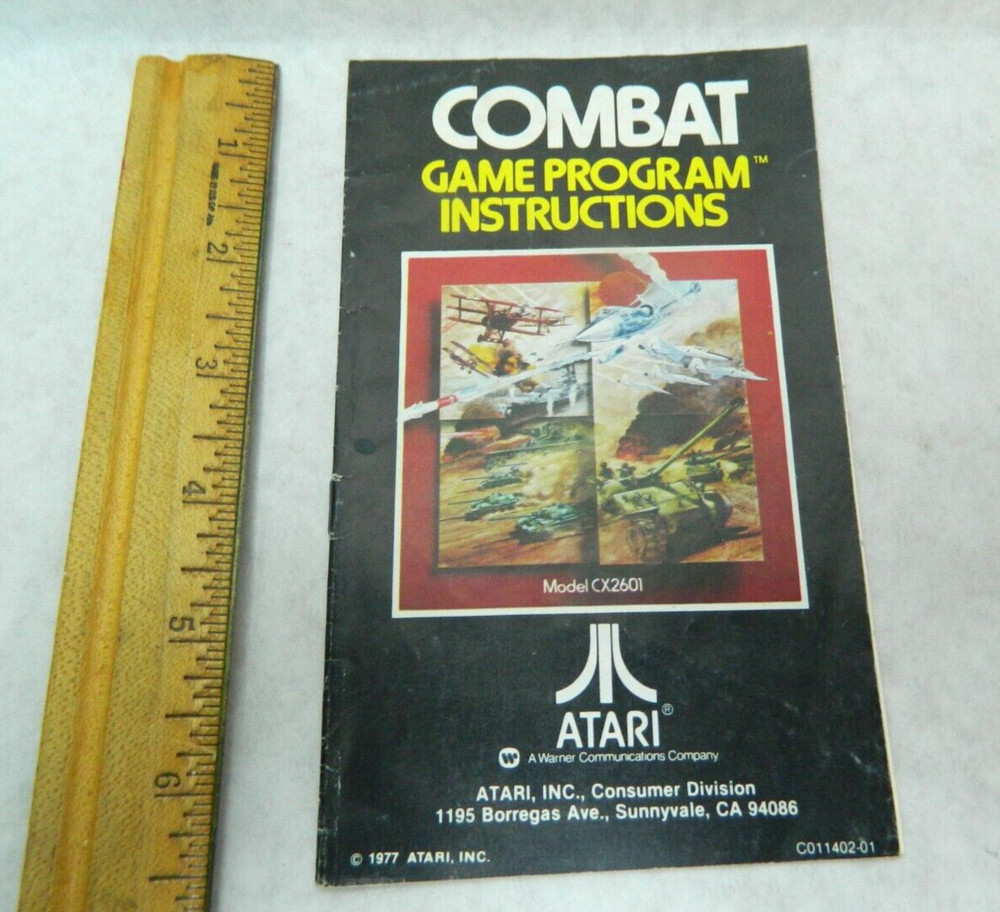 COMBAT
GAME PROGRAM™
INSTRUCTIONS
Model CX2601
ATARI®
W A Warner Communications Company
ATARI, INC., Consumer Division
1195 Borregas Ave., Sunnyvale, CA 94086
© 1977 ATARI, INC.
C011402-01
1
2
3
4
5
6